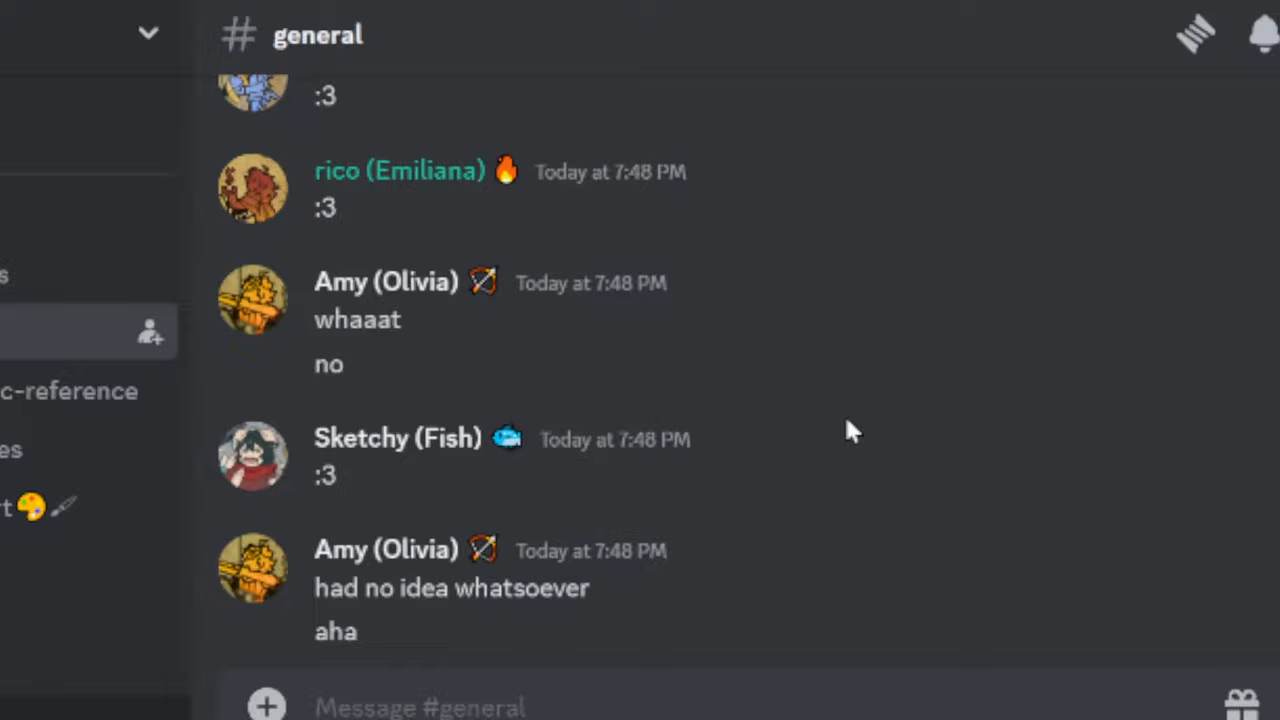 general
:3
rico (Emiliana) 🔥 Today at 7:48 PM
:3
Amy (Olivia) 🏹 Today at 7:48 PM
whaaat
no
s
c-reference
Sketchy (Fish) 🐟 Today at 7:48 PM
es
:3
t🎨🖌️
Amy (Olivia) 🏹 Today at 7:48 PM
had no idea whatsoever
aha
Message #general